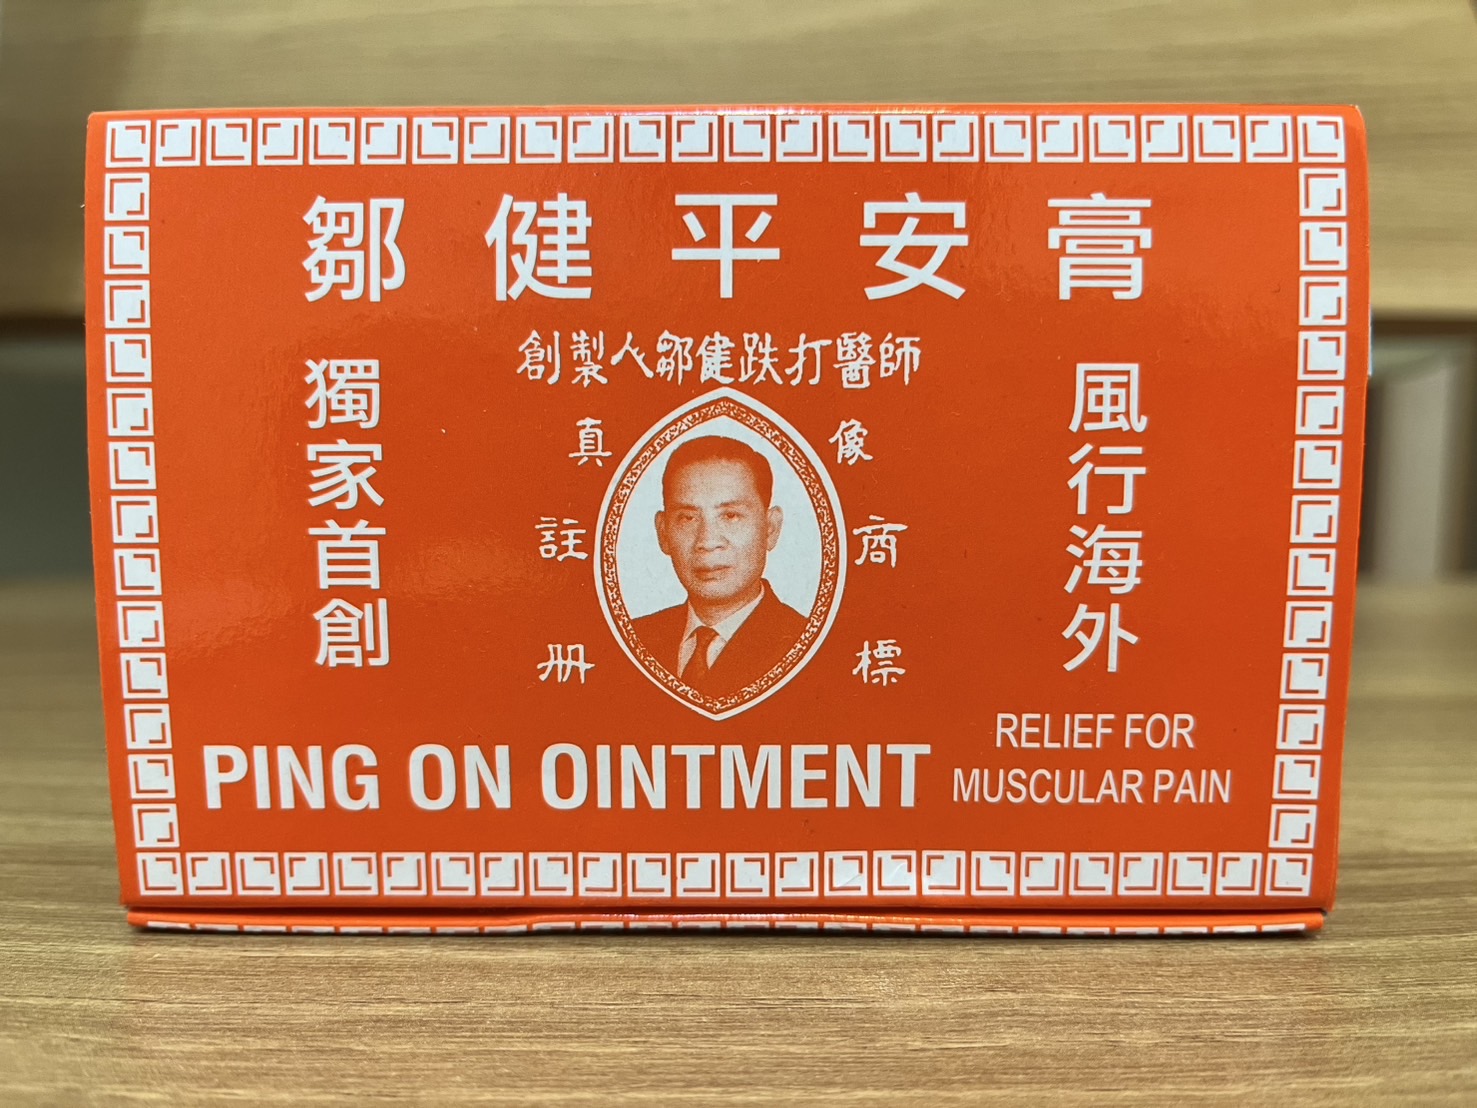 鄒健平安膏
創製人鄒健跌打醫師
真像
註冊
商標
獨家首創
風行海外
PING ON OINTMENT
RELIEF FOR
MUSCULAR PAIN